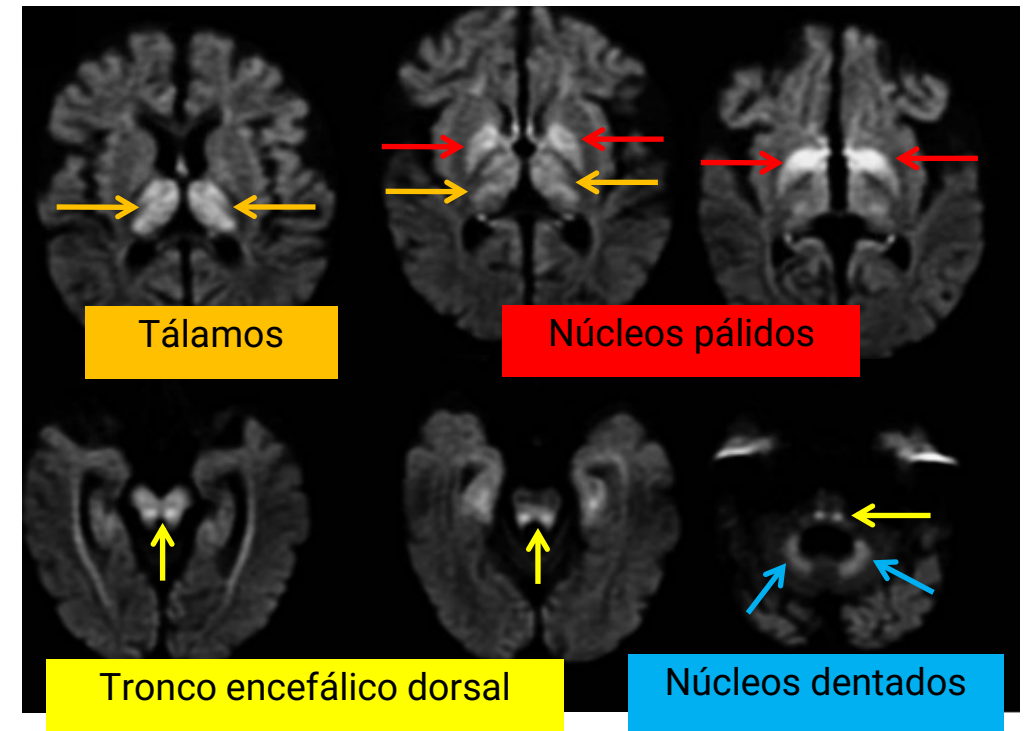 Tálamos
Núcleos pálidos
Tronco encefálico dorsal
Núcleos dentados